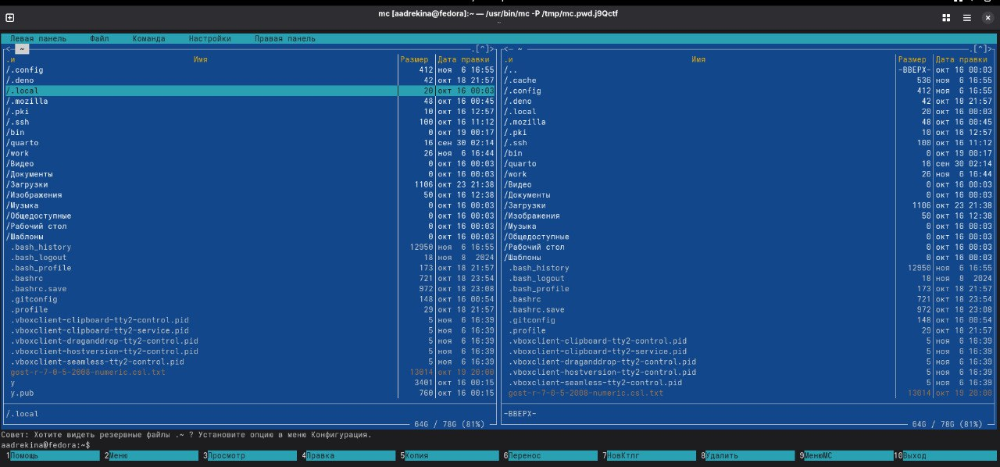 mc [aadrekina@fedora]:~ — /usr/bin/mc -P /tmp/mc.pwd.j9Qctf
~
Левая панель Файл Команда Настройки Правая панель
<─ ~ .[^]>
.и Имя Размер Дата правки
/.config 412 ноя 6 16:55
/.deno 42 окт 18 21:57
/.local 20 окт 16 00:03
/.mozilla 48 окт 16 00:45
/.pki 10 окт 16 12:57
/.ssh 100 окт 16 11:12
/bin 0 окт 19 00:17
/quarto 16 сен 30 02:14
/work 26 ноя 6 16:44
/Видео 0 окт 16 00:03
/Документы 0 окт 16 00:03
/Загрузки 1106 окт 23 21:38
/Изображения 50 окт 16 12:38
/Музыка 0 окт 16 00:03
/Общедоступные 0 окт 16 00:03
/Рабочий стол 0 окт 16 00:03
/Шаблоны 0 окт 16 00:03
.bash_history 12950 ноя 6 16:55
.bash_logout 18 ноя 8 2024
.bash_profile 173 окт 18 21:57
.bashrc 721 окт 18 23:54
.bashrc.save 972 окт 18 23:08
.gitconfig 148 окт 16 00:54
.profile 29 окт 18 21:57
.vboxclient-clipboard-tty2-control.pid 5 ноя 6 16:39
.vboxclient-clipboard-tty2-service.pid 5 ноя 6 16:39
.vboxclient-draganddrop-tty2-control.pid 5 ноя 6 16:39
.vboxclient-hostversion-tty2-control.pid 5 ноя 6 16:39
.vboxclient-seamless-tty2-control.pid 5 ноя 6 16:39
gost-r-7-0-5-2008-numeric.csl.txt 13014 окт 19 20:00
y 3401 окт 16 00:15
y.pub 760 окт 16 00:15
/.local
64G / 78G (81%)
<─ ~ .[^]>
.и Имя Размер Дата правки
/.. -ВВЕРХ- окт 16 00:03
/.cache 536 ноя 6 16:55
/.config 412 ноя 6 16:55
/.deno 42 окт 18 21:57
/.local 20 окт 16 00:03
/.mozilla 48 окт 16 00:45
/.pki 10 окт 16 12:57
/.ssh 100 окт 16 11:12
/bin 0 окт 19 00:17
/quarto 16 сен 30 02:14
/work 26 ноя 6 16:44
/Видео 0 окт 16 00:03
/Документы 0 окт 16 00:03
/Загрузки 1106 окт 23 21:38
/Изображения 50 окт 16 12:38
/Музыка 0 окт 16 00:03
/Общедоступные 0 окт 16 00:03
/Рабочий стол 0 окт 16 00:03
/Шаблоны 0 окт 16 00:03
.bash_history 12950 ноя 6 16:55
.bash_logout 18 ноя 8 2024
.bash_profile 173 окт 18 21:57
.bashrc 721 окт 18 23:54
.bashrc.save 972 окт 18 23:08
.gitconfig 148 окт 16 00:54
.profile 29 окт 18 21:57
.vboxclient-clipboard-tty2-control.pid 5 ноя 6 16:39
.vboxclient-clipboard-tty2-service.pid 5 ноя 6 16:39
.vboxclient-draganddrop-tty2-control.pid 5 ноя 6 16:39
.vboxclient-hostversion-tty2-control.pid 5 ноя 6 16:39
.vboxclient-seamless-tty2-control.pid 5 ноя 6 16:39
gost-r-7-0-5-2008-numeric.csl.txt 13014 окт 19 20:00
-ВВЕРХ-
64G / 78G (81%)
Совет: Хотите видеть резервные файлы .~ ? Установите опцию в меню Конфигурация.
aadrekina@fedora:~$
1Помощь 2Меню 3Просмотр 4Правка 5Копия 6Перенос 7НовКтлг 8Удалить 9МенюMC 10Выход